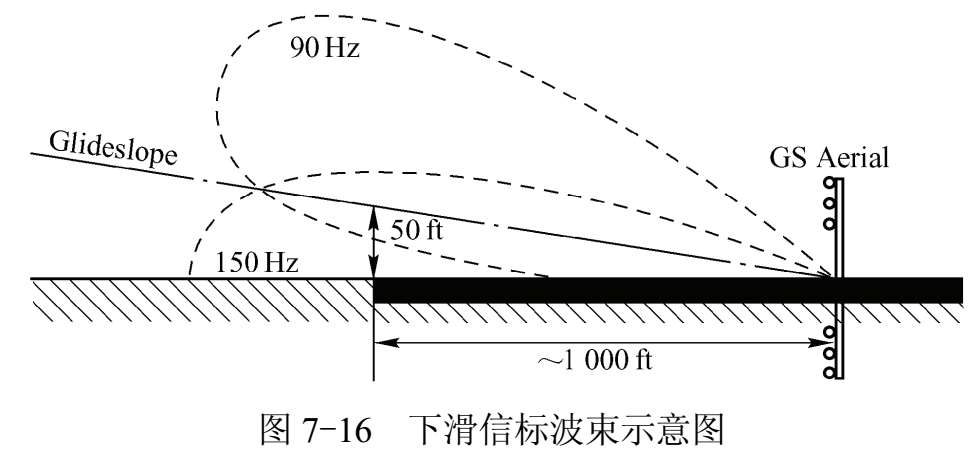 90 Hz
Glideslope
GS Aerial
50 ft
150 Hz
~1 000 ft
图 7-16 下滑信标波束示意图